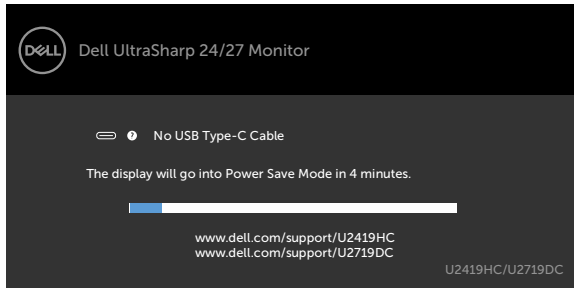 DELL
Dell UltraSharp 24/27 Monitor
? No USB Type-C Cable
The display will go into Power Save Mode in 4 minutes.
www.dell.com/support/U2419HC
www.dell.com/support/U2719DC
U2419HC/U2719DC